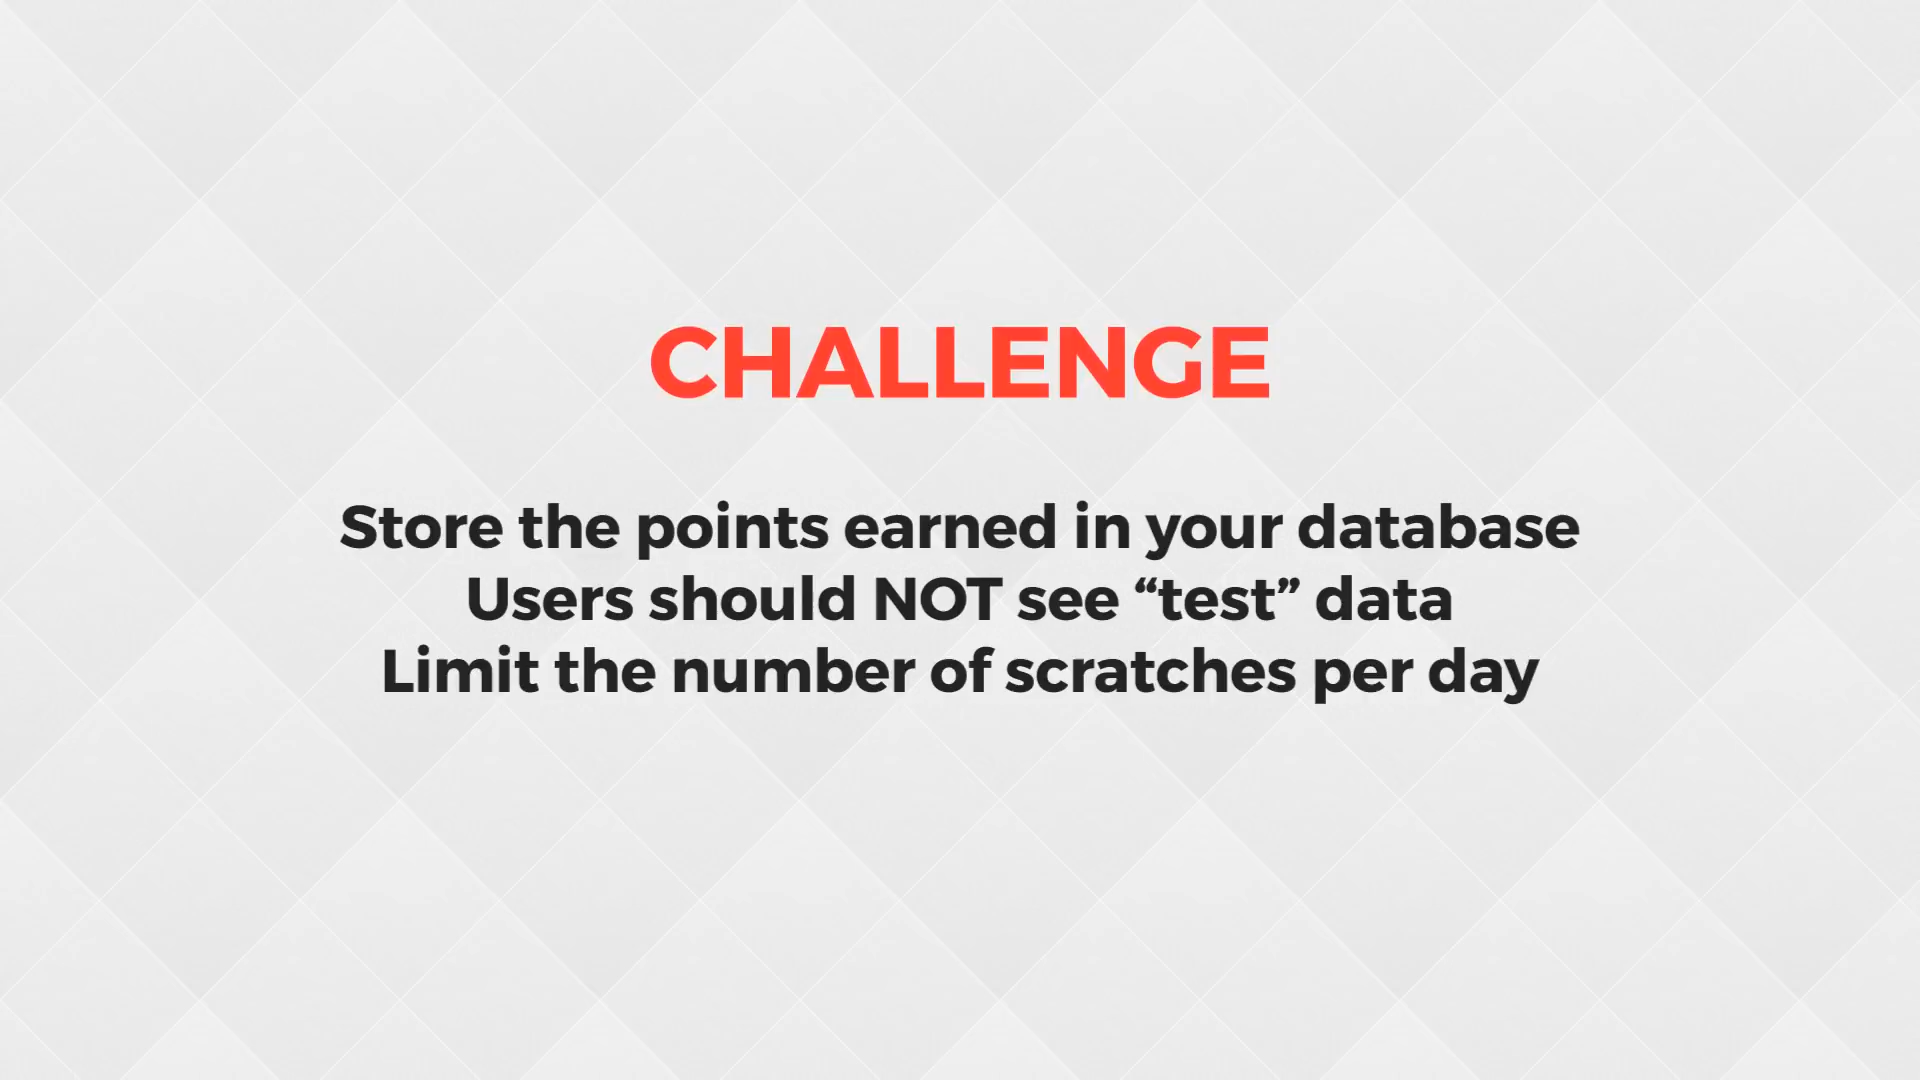 CHALLENGE
Store the points earned in your database
Users should NOT see “test” data
Limit the number of scratches per day